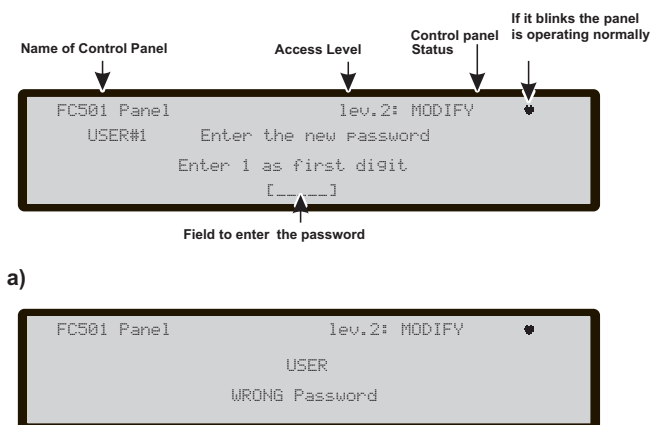 If it blinks the panel
is operating normally
Name of Control Panel Access Level Control panel
Status
FC501 Panel lev.2: MODIFY ♥
USER#1 Enter the new password
Enter 1 as first digit
[_____]
Field to enter the password
a)
FC501 Panel lev.2: MODIFY ♥
USER
WRONG Password